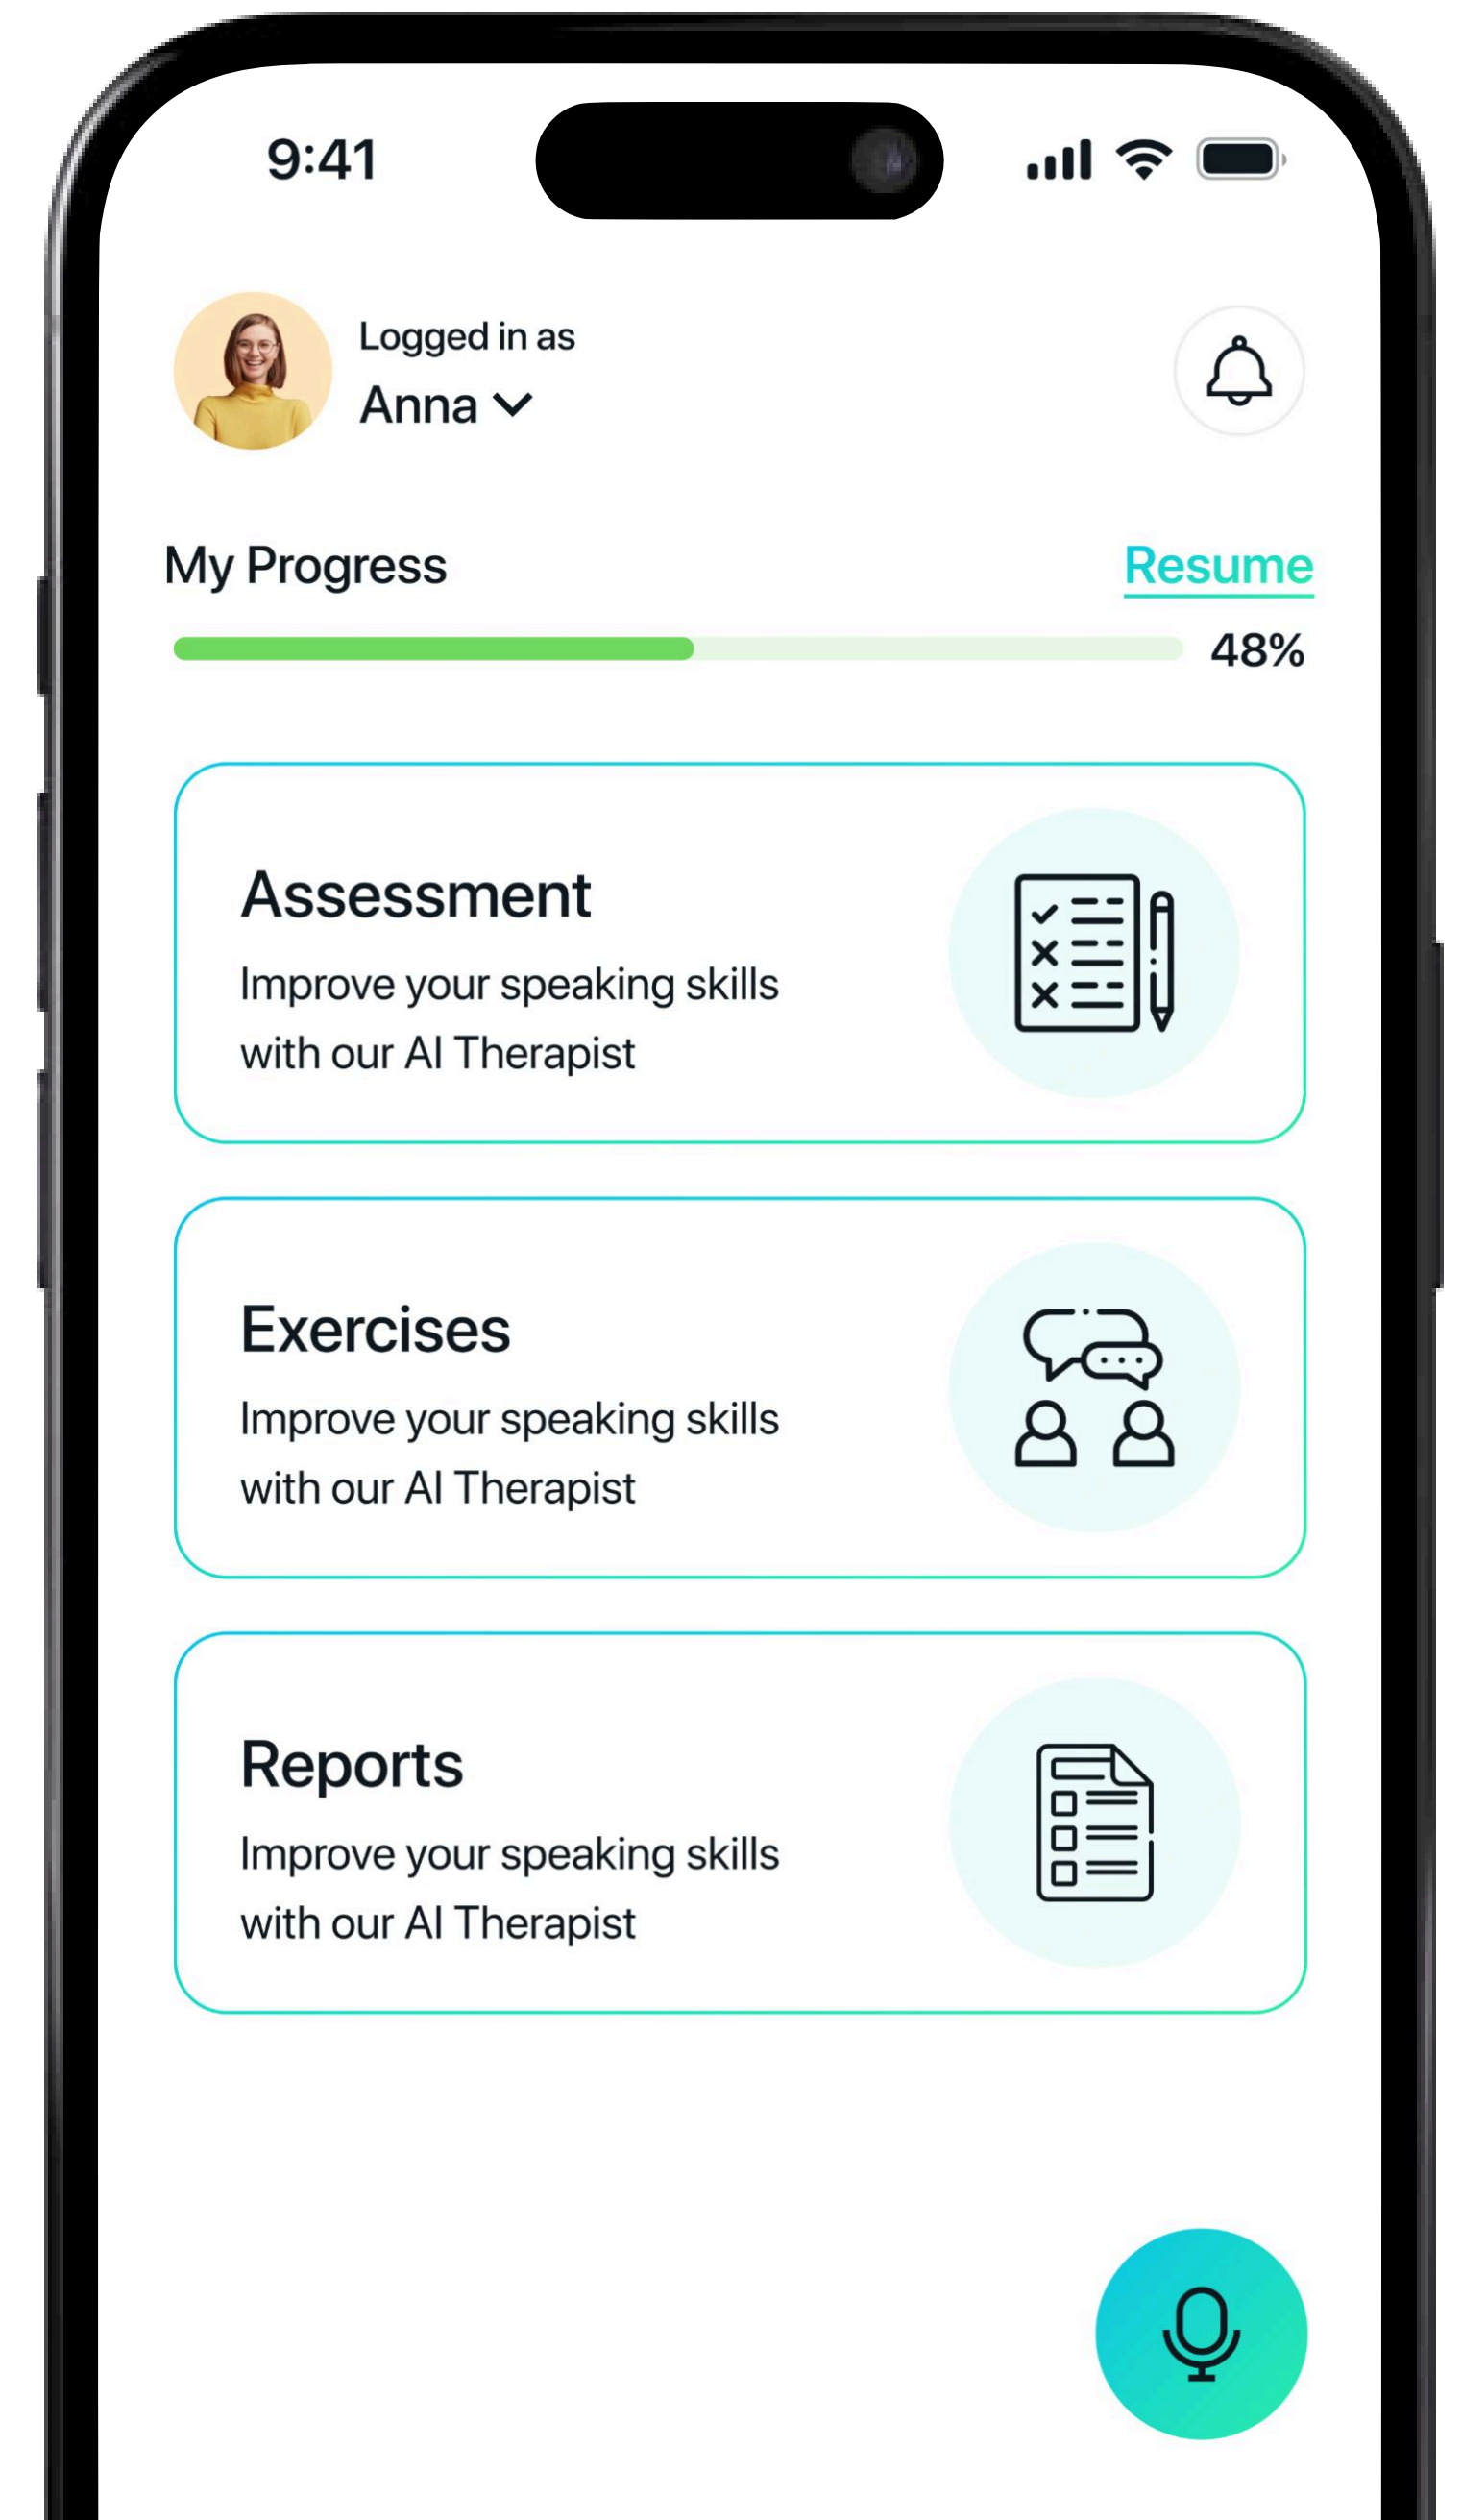 9:41
Logged in as
Anna
My Progress
Resume
48%
Assessment
Improve your speaking skills
with our AI Therapist
Exercises
Improve your speaking skills
with our AI Therapist
Reports
Improve your speaking skills
with our AI Therapist